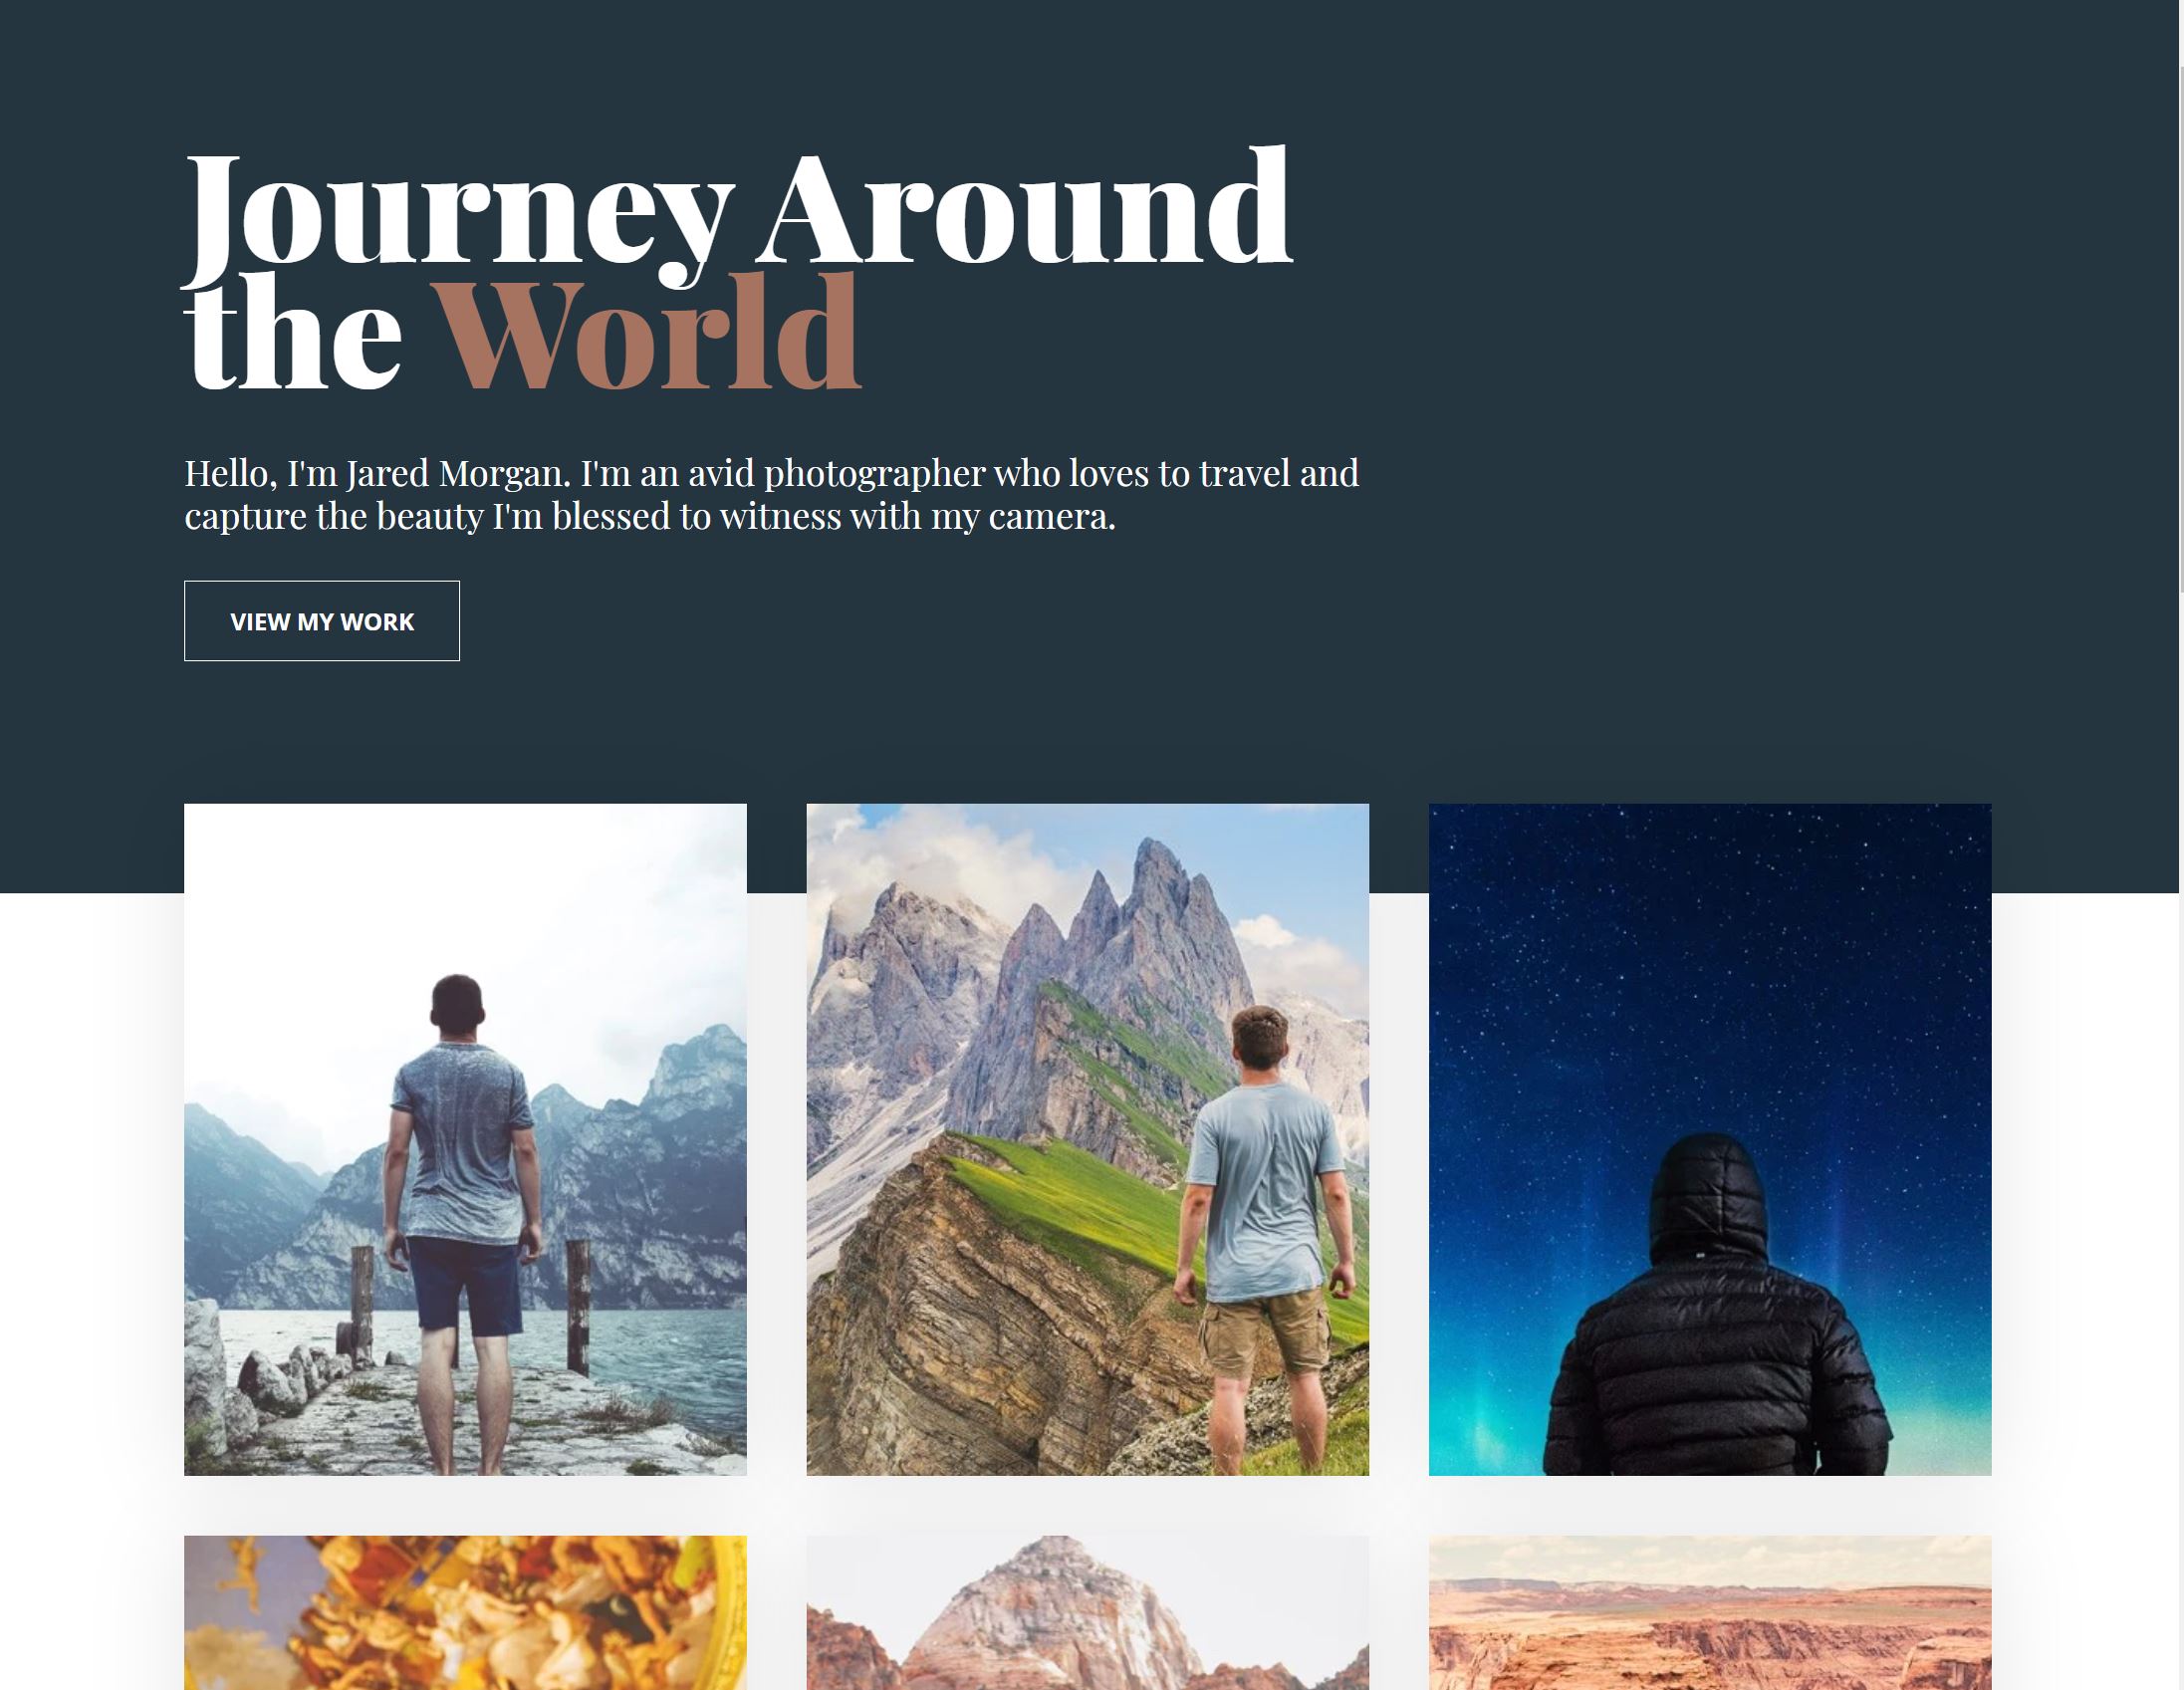 Journey Around
the World
Hello, I'm Jared Morgan. I'm an avid photographer who loves to travel and
capture the beauty I'm blessed to witness with my camera.
VIEW MY WORK